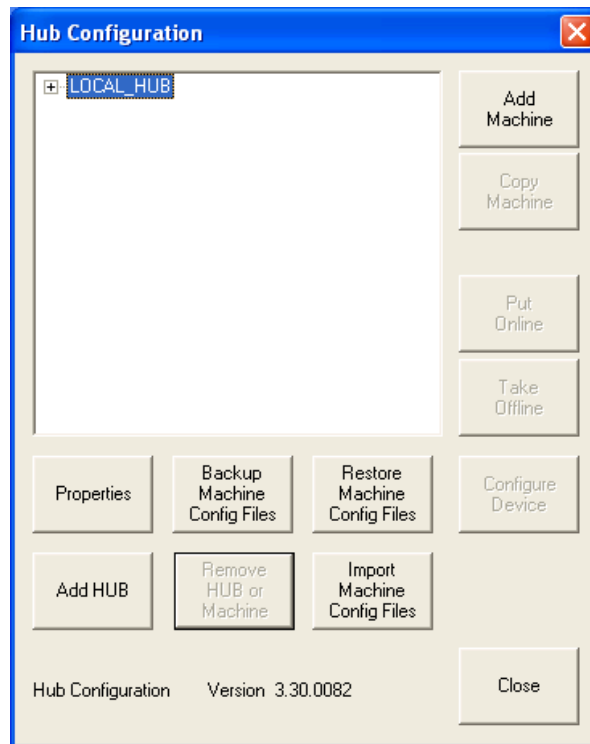 Hub Configuration
LOCAL_HUB
Add
Machine
Copy
Machine
Put
Online
Take
Offline
Properties
Backup
Machine
Config Files
Restore
Machine
Config Files
Configure
Device
Add HUB
Remove
HUB or
Machine
Import
Machine
Config Files
Hub Configuration Version 3.30.0082
Close